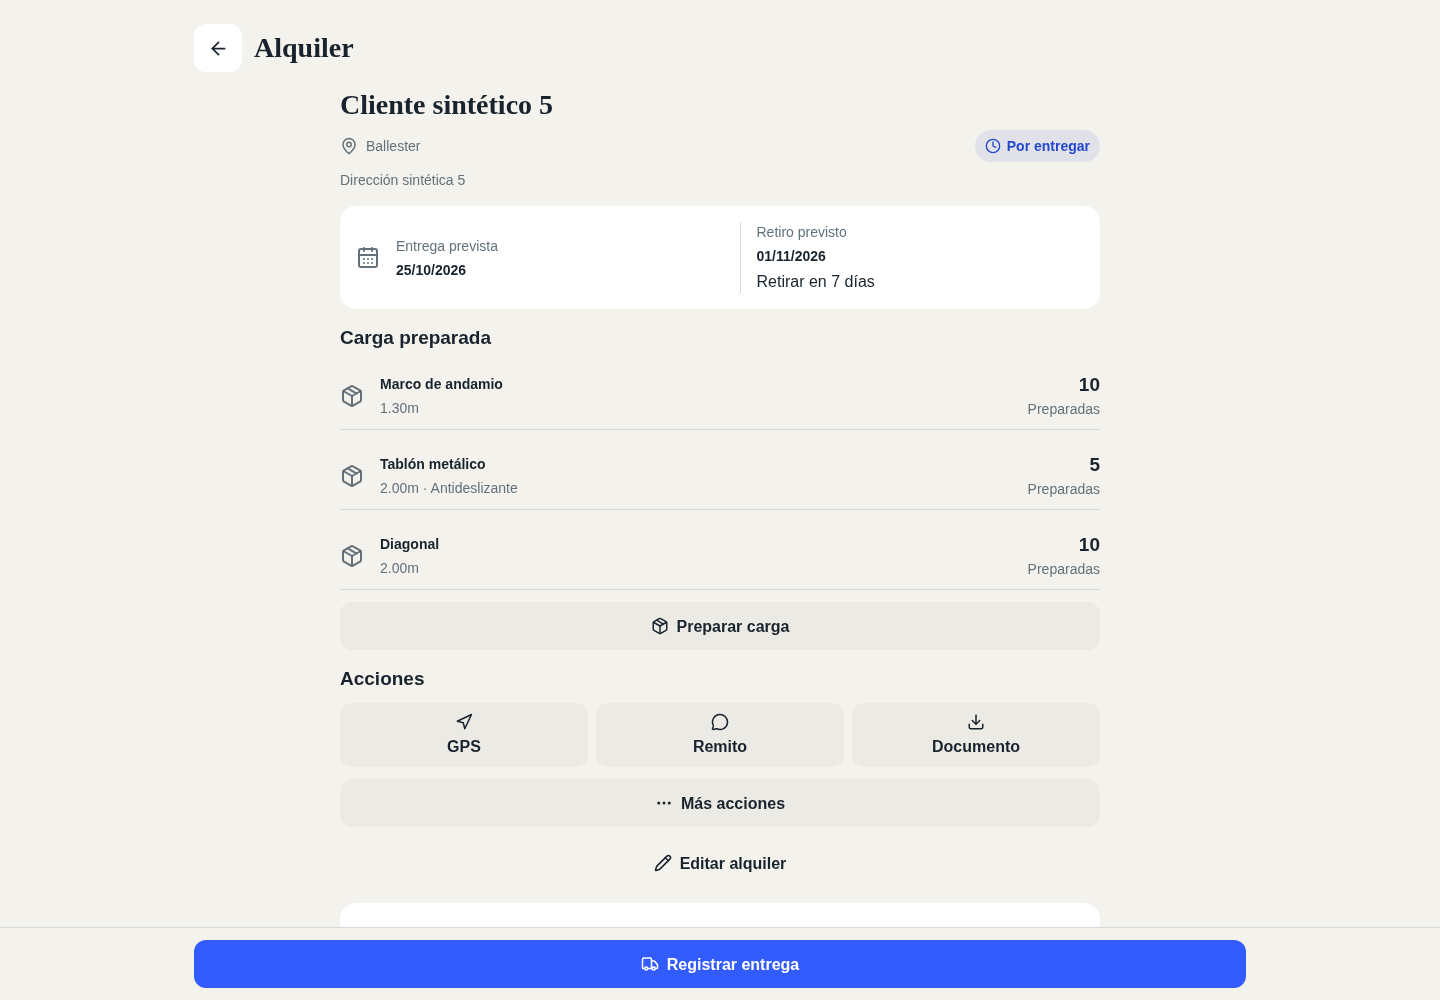 Alquiler
Cliente sintético 5
Ballester
Por entregar
Dirección sintética 5
Entrega prevista
25/10/2026
Retiro previsto
01/11/2026
Retirar en 7 días
Carga preparada
Marco de andamio
1.30m
10
Preparadas
Tablón metálico
2.00m · Antideslizante
5
Preparadas
Diagonal
2.00m
10
Preparadas
Preparar carga
Acciones
GPS
Remito
Documento
Más acciones
Editar alquiler
Registrar entrega